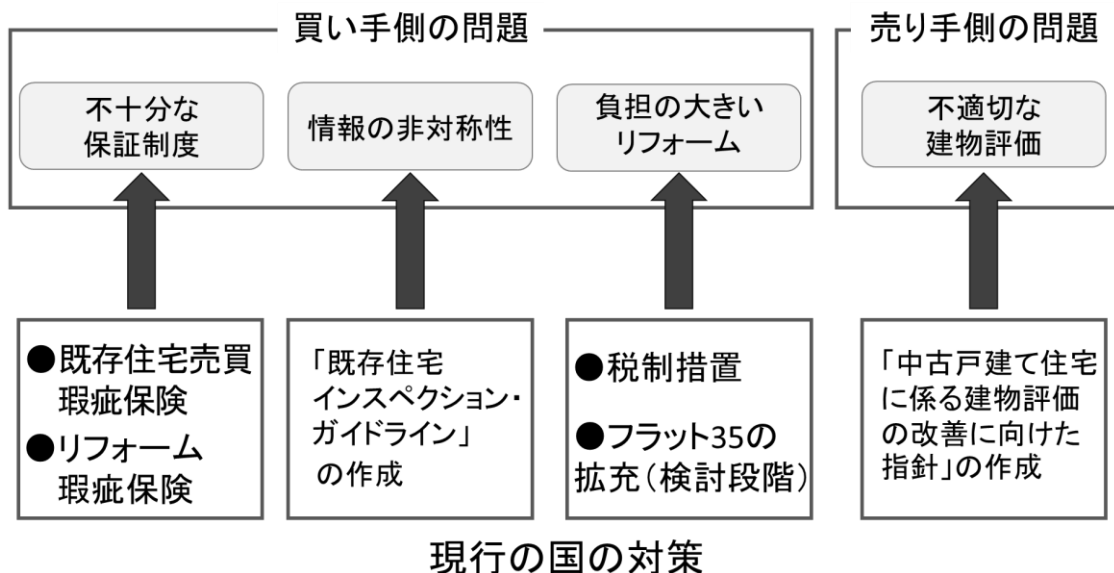 買い手側の問題
売り手側の問題
不十分な
保証制度
情報の非対称性
負担の大きい
リフォーム
不適切な
建物評価
●既存住宅売買
瑕疵保険
●リフォーム
瑕疵保険
「既存住宅
インスペクション・
ガイドライン」
の作成
●税制措置
●フラット35の
拡充（検討段階）
「中古戸建て住宅
に係る建物評価
の改善に向けた
指針」の作成
現行の国の対策